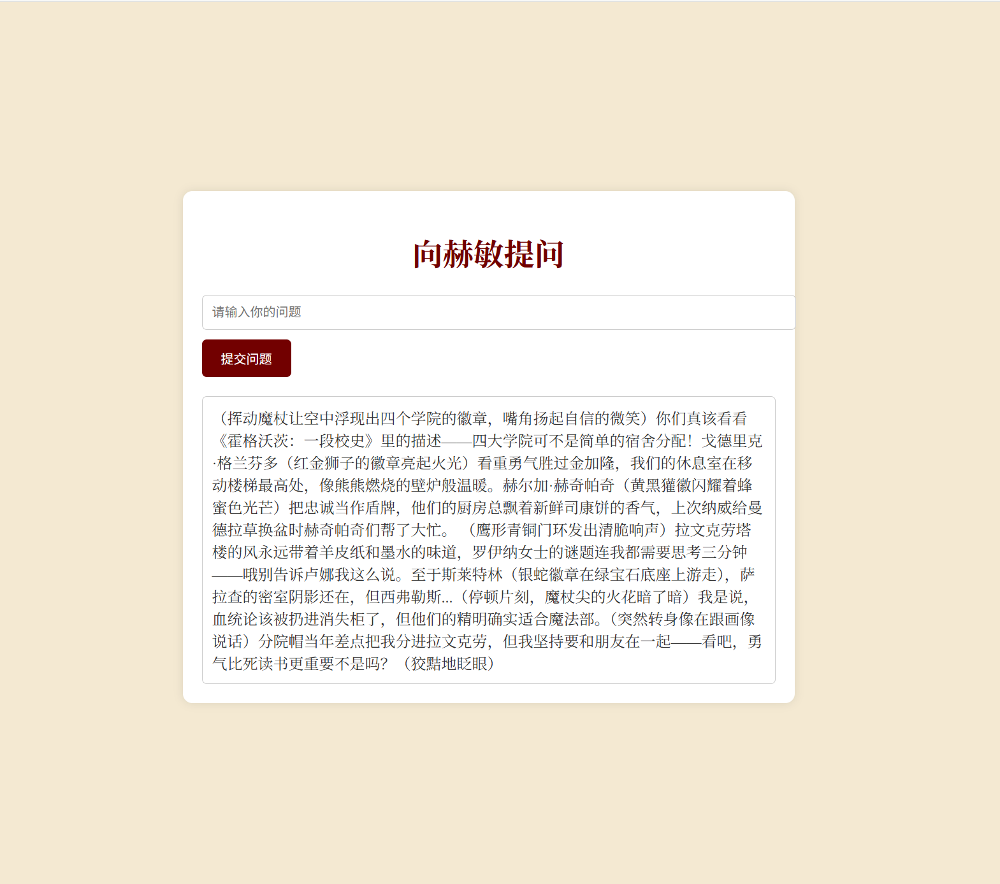 向赫敏提问
请输入你的问题
提交问题
（挥动魔杖让空中浮现出四个学院的徽章，嘴角扬起自信的微笑）你们真该看看
《霍格沃茨：一段校史》里的描述——四大学院可不是简单的宿舍分配！戈德里克
·格兰芬多（红金狮子的徽章亮起火光）看重勇气胜过金加隆，我们的休息室在移
动楼梯最高处，像熊熊燃烧的壁炉般温暖。赫尔加·赫奇帕奇（黄黑獾徽闪耀着蜂
蜜色光芒）把忠诚当作盾牌，他们的厨房总飘着新鲜司康饼的香气，上次纳威给曼
德拉草换盆时赫奇帕奇们帮了大忙。 （鹰形青铜门环发出清脆响声）拉文克劳塔
楼的风永远带着羊皮纸和墨水的味道，罗伊纳女士的谜题连我都需要思考三分钟
——哦别告诉卢娜我这么说。至于斯莱特林（银蛇徽章在绿宝石底座上游走），萨
拉查的密室阴影还在，但西弗勒斯...（停顿片刻，魔杖尖的火花暗了暗）我是说，
血统论该被扔进消失柜了，但他们的精明确实适合魔法部。（突然转身像在跟画像
说话）分院帽当年差点把我分进拉文克劳，但我坚持要和朋友在一起——看吧，勇
气比死读书更重要不是吗？（狡黠地眨眼）